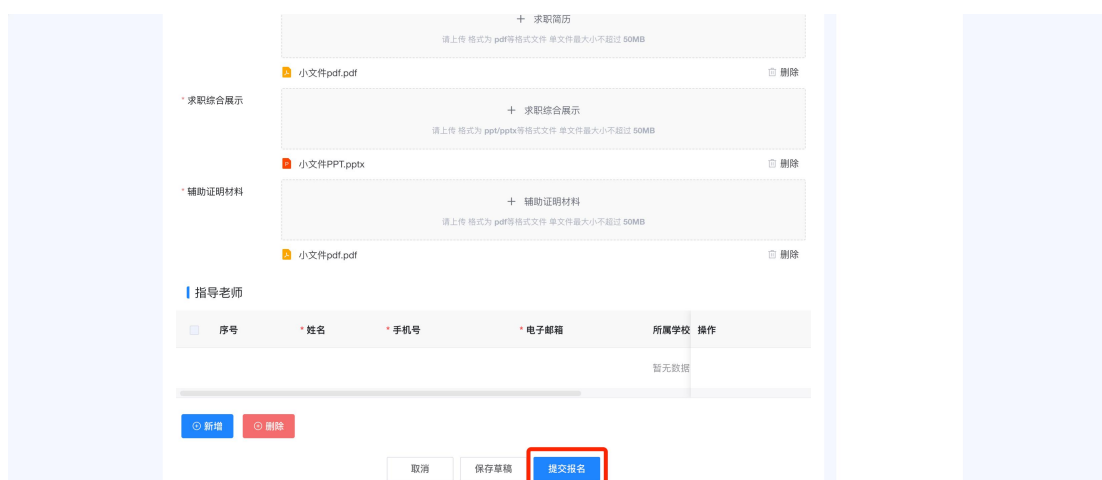 + 求职简历
请上传 格式为 pdf等格式文件 单文件最大小不超过 50MB
小文件pdf.pdf 删除
* 求职综合展示
+ 求职综合展示
请上传 格式为 ppt/pptx等格式文件 单文件最大小不超过 50MB
小文件PPT.pptx 删除
* 辅助证明材料
+ 辅助证明材料
请上传 格式为 pdf等格式文件 单文件最大小不超过 50MB
小文件pdf.pdf 删除
指导老师
序号 * 姓名 * 手机号 * 电子邮箱 所属学校 操作
暂无数据
新增 删除
取消 保存草稿 提交报名